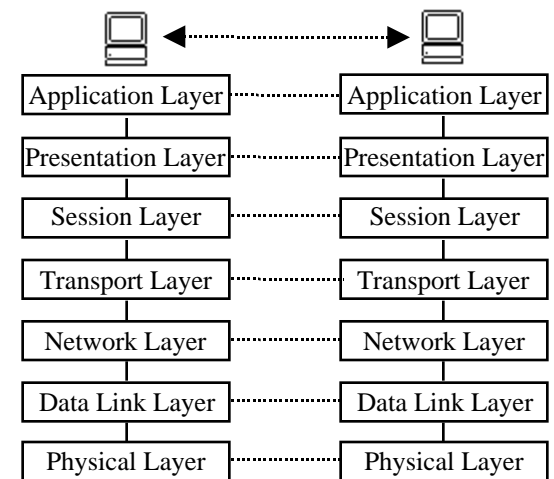 Application Layer Application Layer
Presentation Layer Presentation Layer
Session Layer Session Layer
Transport Layer Transport Layer
Network Layer Network Layer
Data Link Layer Data Link Layer
Physical Layer Physical Layer